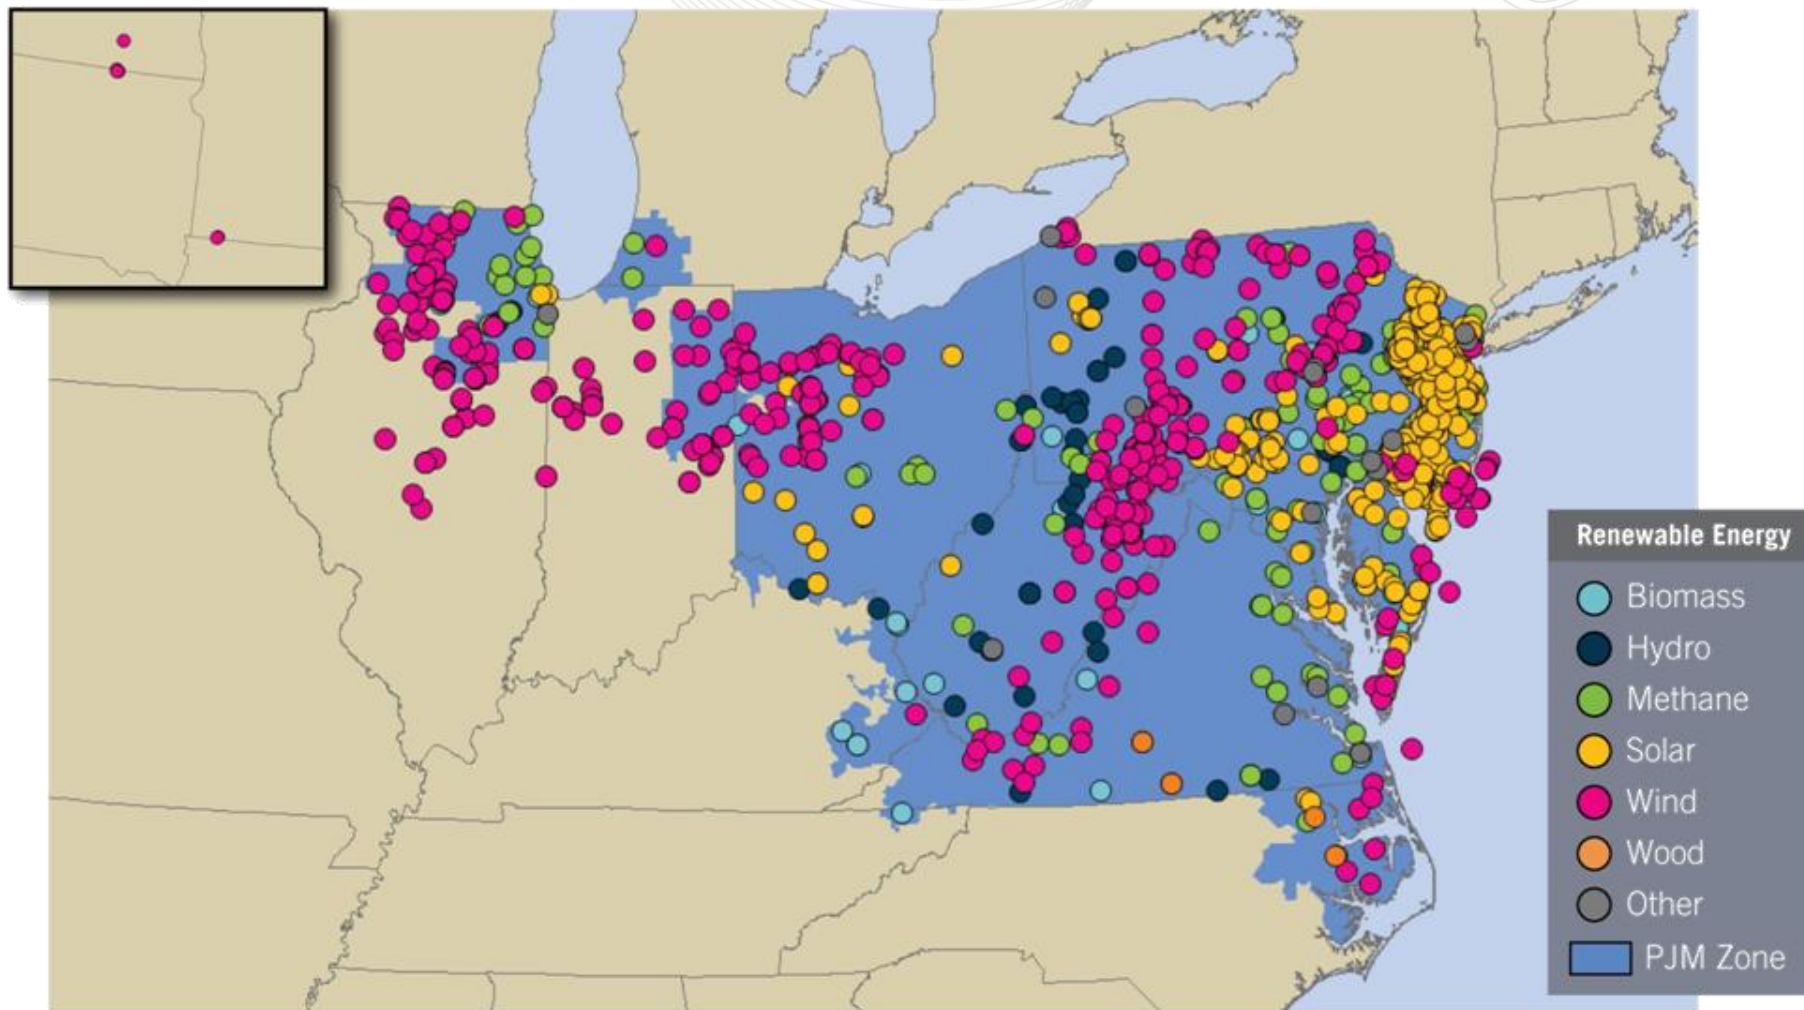 Renewable Energy
Biomass
Hydro
Methane
Solar
Wind
Wood
Other
PJM Zone